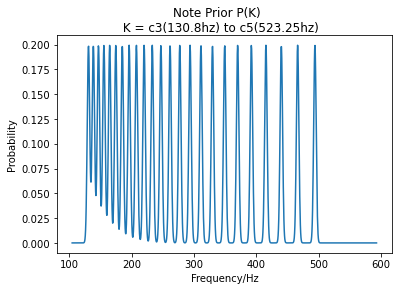 Note Prior P(K)
K = c3(130.8hz) to c5(523.25hz)
0.200
0.175
0.150
0.125
0.100
0.075
0.050
0.025
0.000
Probability
100 200 300 400 500 600
Frequency/Hz